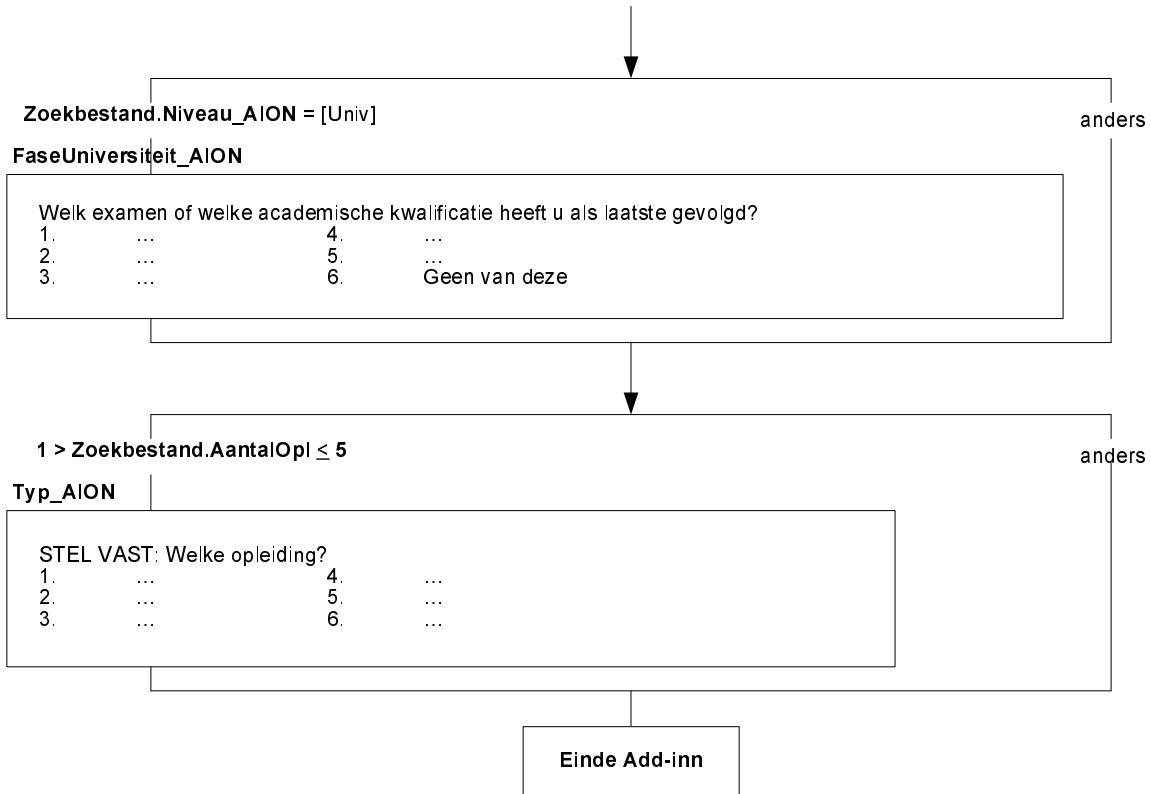 Zoekbestand.Niveau_AION = [Univ]
anders
FaseUniversiteit_AION
Welk examen of welke academische kwalificatie heeft u als laatste gevolgd?
1. ... 4. ...
2. ... 5. ...
3. ... 6. Geen van deze
1 > Zoekbestand.AantalOpl ≤ 5
anders
Typ_AION
STEL VAST: Welke opleiding?
1. ... 4. ...
2. ... 5. ...
3. ... 6. ...
Einde Add-inn